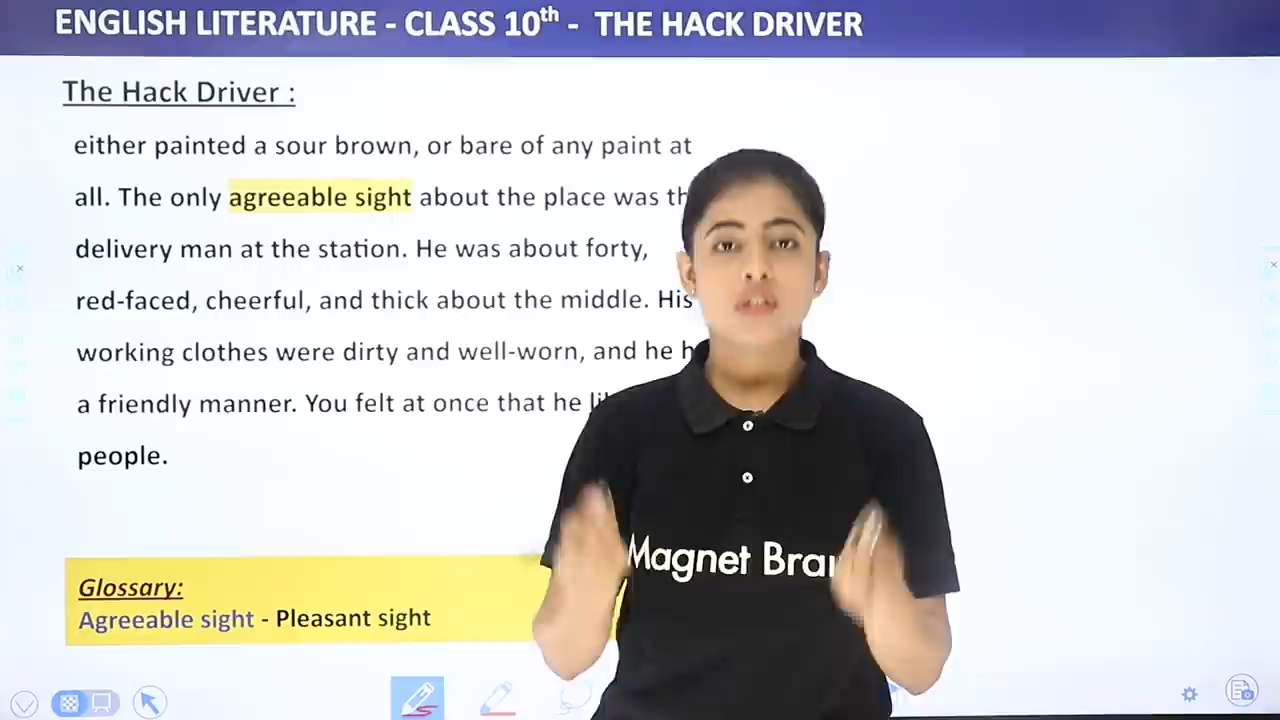 ENGLISH LITERATURE - CLASS 10th - THE HACK DRIVER
The Hack Driver :
either painted a sour brown, or bare of any paint at
all. The only agreeable sight about the place was
delivery man at the station. He was about forty,
red-faced, cheerful, and thick about the middle. His
working clothes were dirty and well-worn, and he
a friendly manner. You felt at once that he
people.
Magnet
Glossary:
Agreeable sight - Pleasant sight